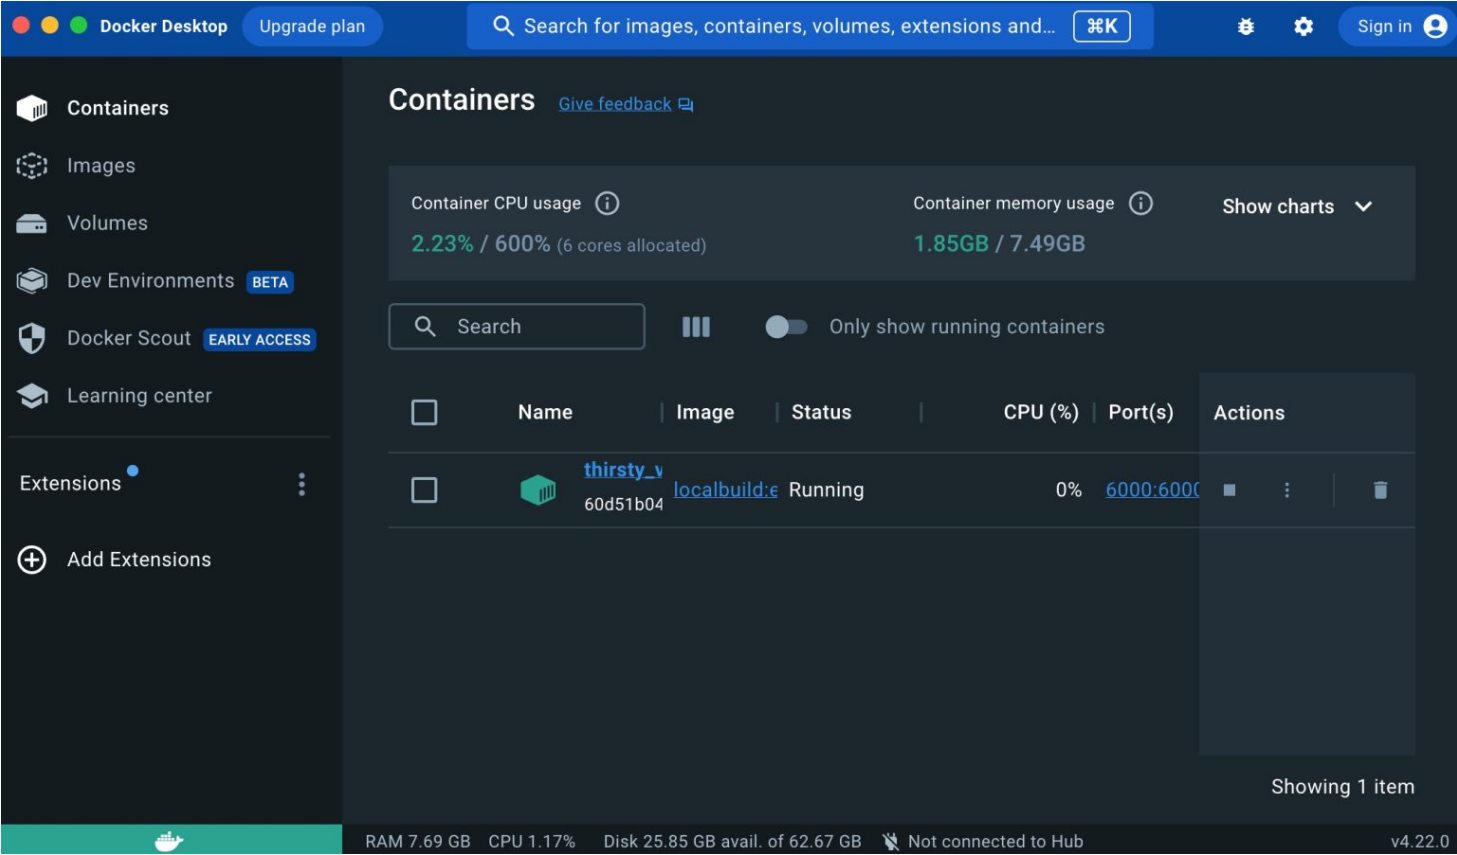 Docker Desktop Upgrade plan Search for images, containers, volumes, extensions and... ⌘K Sign in
Containers
Images
Volumes
Dev Environments BETA
Docker Scout EARLY ACCESS
Learning center
Extensions
Add Extensions
Containers Give feedback
Container CPU usage
2.23% / 600% (6 cores allocated)
Container memory usage
1.85GB / 7.49GB
Show charts
Search
Only show running containers
Name Image Status CPU (%) Port(s) Actions
thirsty_v
60d51b04
localbuild:e Running 0% 6000:6000
Showing 1 item
RAM 7.69 GB CPU 1.17% Disk 25.85 GB avail. of 62.67 GB Not connected to Hub v4.22.0